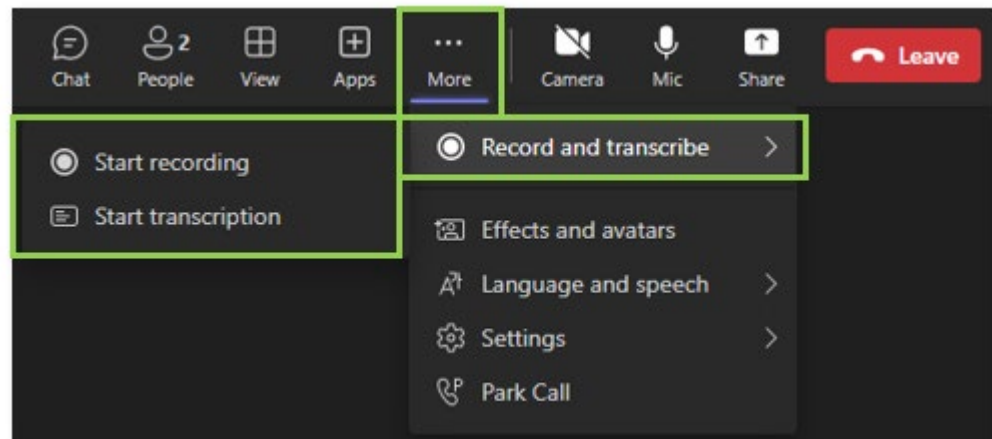 2
Chat People View Apps More Camera Mic Share Leave
Record and transcribe
Start recording
Start transcription
Effects and avatars
Language and speech
Settings
Park Call